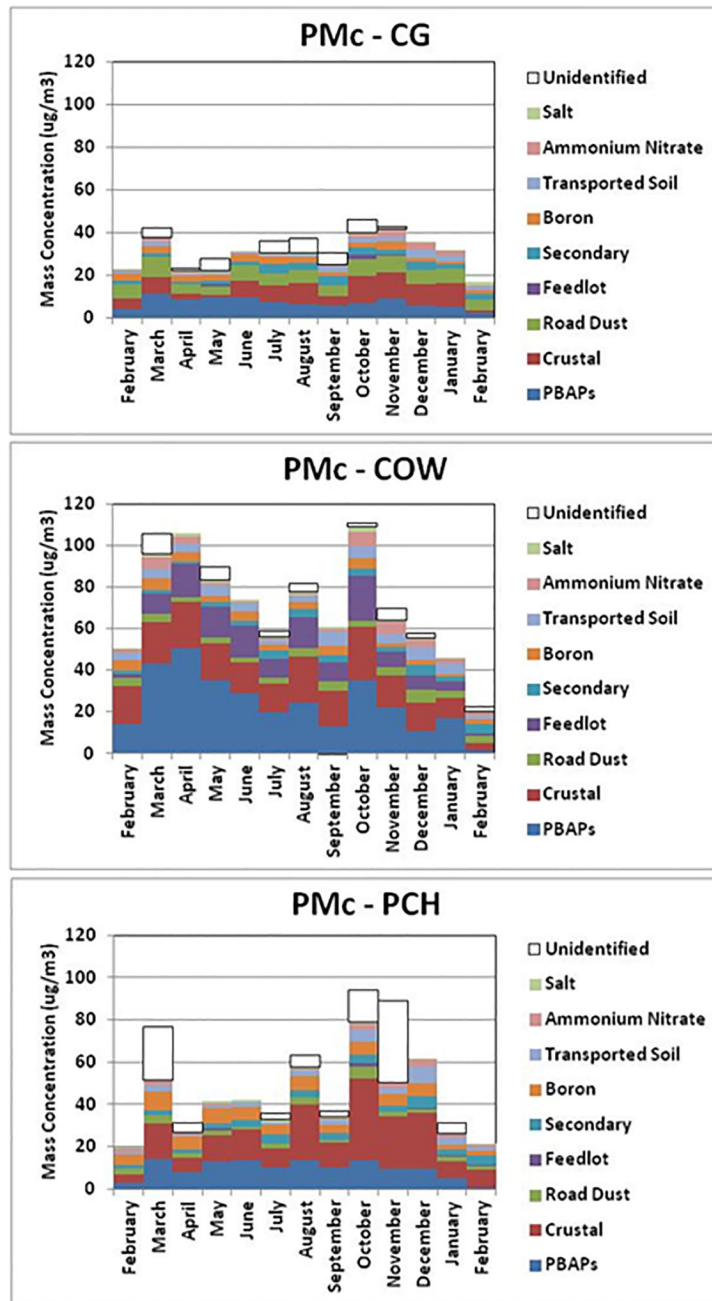 PMc - CG
Mass Concentration (ug/m3)
120
100
80
60
40
20
0
February
March
April
May
June
July
August
September
October
November
December
January
February
Unidentified
Salt
Ammonium Nitrate
Transported Soil
Boron
Secondary
Feedlot
Road Dust
Crustal
PBAPs
PMc - COW
Mass Concentration (ug/m3)
120
100
80
60
40
20
0
February
March
April
May
June
July
August
September
October
November
December
January
February
Unidentified
Salt
Ammonium Nitrate
Transported Soil
Boron
Secondary
Feedlot
Road Dust
Crustal
PBAPs
PMc - PCH
Mass Concentration (ug/m3)
120
100
80
60
40
20
0
February
March
April
May
June
July
August
September
October
November
December
January
February
Unidentified
Salt
Ammonium Nitrate
Transported Soil
Boron
Secondary
Feedlot
Road Dust
Crustal
PBAPs